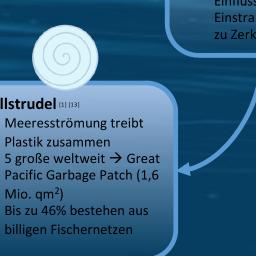 Einstra
zu Zerk
llstrudel [1] [13]
Meeresströmung treibt
Plastik zusammen
5 große weltweit → Great
Pacific Garbage Patch (1,6
Mio. qm²)
Bis zu 46% bestehen aus
billigen Fischernetzen